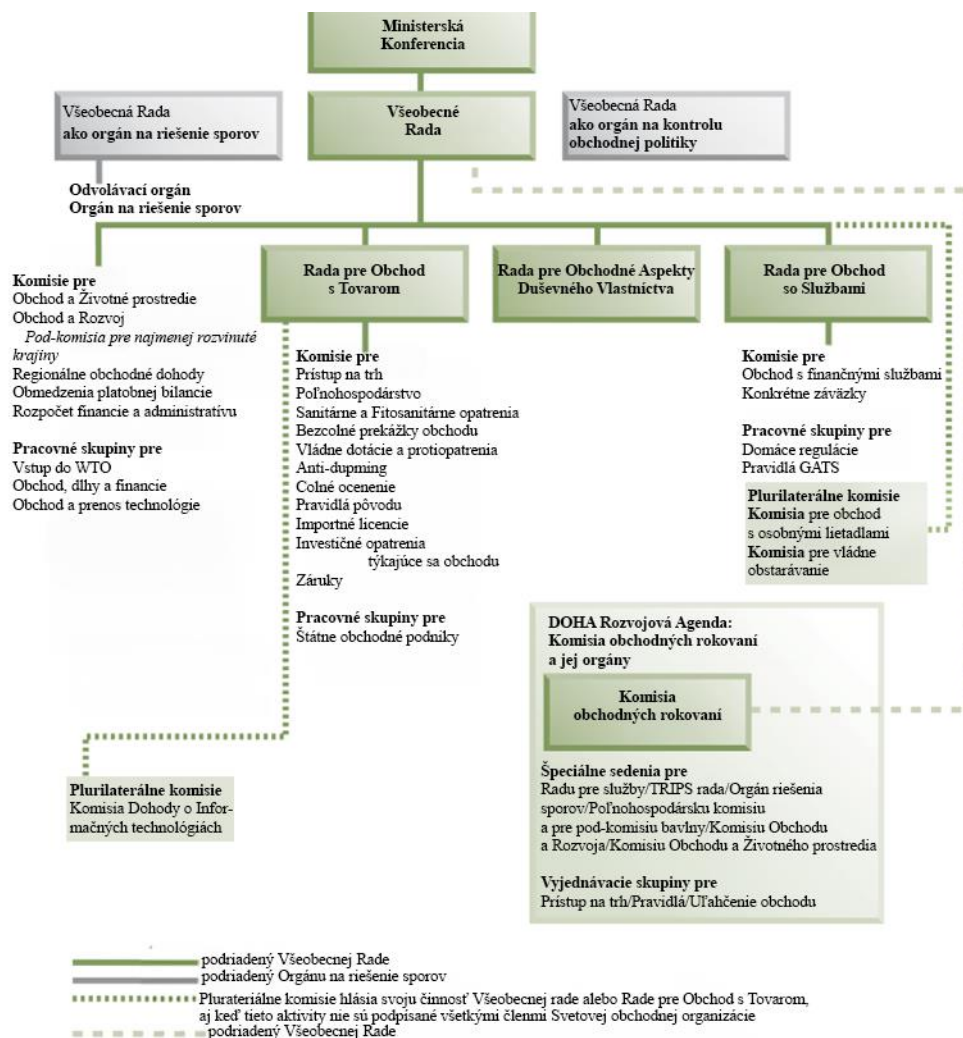 Ministerská
Konferencia
Všeobecná Rada
ako orgán na riešenie sporov
Všeobecné
Rada
Všeobecná Rada
ako orgán na kontrolu
obchodnej politiky
Odvolávací orgán
Orgán na riešenie sporov
Komisie pre
Obchod a Životné prostredie
Obchod a Rozvoj
Pod-komisia pre najmenej rozvinuté
krajiny
Regionálne obchodné dohody
Obmedzenia platobnej bilancie
Rozpočet financie a administratívu
Pracovné skupiny pre
Vstup do WTO
Obchod, dlhy a financie
Obchod a prenos technológie
Rada pre Obchod
s Tovarom
Komisie pre
Prístup na trh
Poľnohospodárstvo
Sanitárne a Fitosanitárne opatrenia
Bezcolné prekážky obchodu
Vládne dotácie a protiopatrenia
Anti-dupming
Colné ocenenie
Pravidlá pôvodu
Importné licencie
Investičné opatrenia
týkajúce sa obchodu
Záruky
Pracovné skupiny pre
Štátne obchodné podniky
Rada pre Obchodné Aspekty
Duševného Vlastníctva
Rada pre Obchod
so Službami
Komisie pre
Obchod s finančnými službami
Konkrétne záväzky
Pracovné skupiny pre
Domáce regulácie
Pravidlá GATS
Plurilaterálne komisie
Komisia pre obchod
s osobnými lietadlami
Komisia pre vládne
obstarávanie
Plurilaterálne komisie
Komisia Dohody o Infor-
mačných technológiách
DOHA Rozvojová Agenda:
Komisia obchodných rokovaní
a jej orgány
Komisia
obchodných rokovaní
Špeciálne sedenia pre
Radu pre služby/TRIPS rada/Orgán riešenia
sporov/Poľnohospodársku komisiu
a pre pod-komisiu bavlny/Komisiu Obchodu
a Rozvoja/Komisiu Obchodu a Životného prostredia
Vyjednávacie skupiny pre
Prístup na trh/Pravidlá/Uľahčenie obchodu
podriadený Všeobecnej Rade
podriadený Orgánu na riešenie sporov
Plurateriálne komisie hlásia svoju činnosť Všeobecnej rade alebo Rade pre Obchod s Tovarom,
aj keď tieto aktivity nie sú podpísané všetkými členmi Svetovej obchodnej organizácie
podriadený Všeobecnej Rade